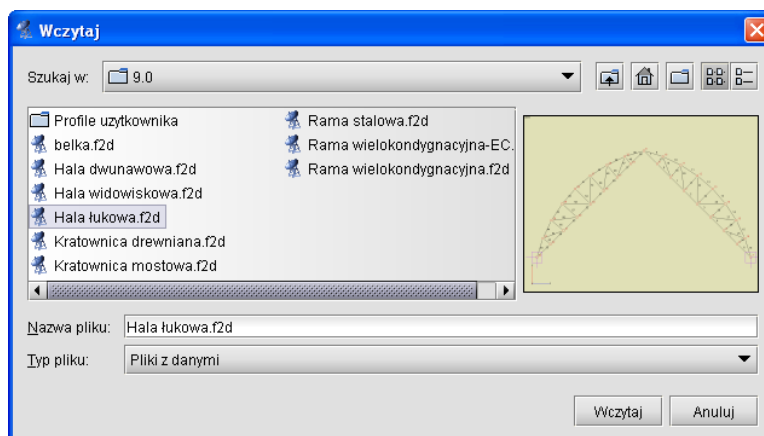 Wczytaj
Szukaj w: 9.0
Profile uzytkownika
belka.f2d
Hala dwunawowa.f2d
Hala widowiskowa.f2d
Hala łukowa.f2d
Kratownica drewniana.f2d
Kratownica mostowa.f2d
Rama stalowa.f2d
Rama wielokondygnacyjna-EC.
Rama wielokondygnacyjna.f2d
Nazwa pliku: Hala łukowa.f2d
Typ pliku: Pliki z danymi
Wczytaj Anuluj